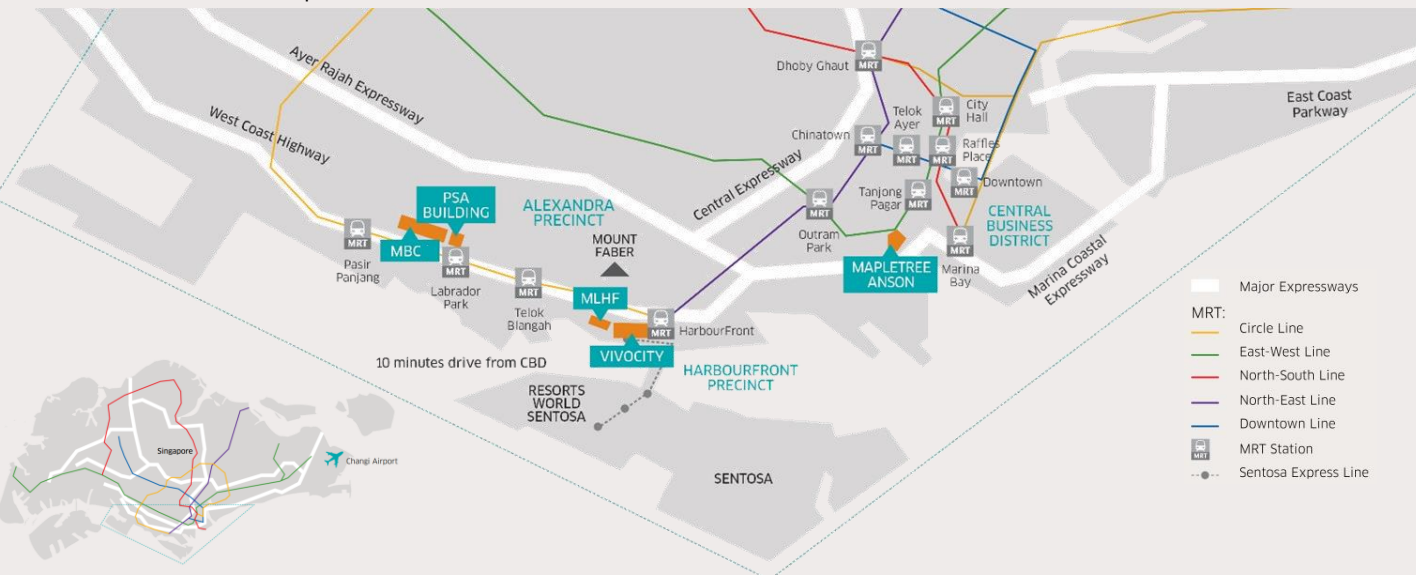 Ayer Rajah Expressway
West Coast Highway
Central Expressway
East Coast
Parkway
Marina Coastal
Expressway
Dhoby Ghaut
MRT
City
Hall
MRT
Telok
Ayer
MRT
Chinatown
MRT
Raffles
Place
MRT
Downtown
MRT
Tanjong
Pagar
MRT
Outram
Park
MRT
Marina
Bay
MRT
CENTRAL
BUSINESS
DISTRICT
MAPLETREE
ANSON
PSA
BUILDING
ALEXANDRA
PRECINCT
MBC
MOUNT
FABER
Pasir
Panjang
MRT
Labrador
Park
MRT
Telok
Blangah
MRT
MLHF
HarbourFront
MRT
VIVOCITY
HARBOURFRONT
PRECINCT
10 minutes drive from CBD
RESORTS
WORLD
SENTOSA
SENTOSA
Singapore
Changi Airport
Major Expressways
MRT:
Circle Line
East-West Line
North-South Line
North-East Line
Downtown Line
MRT
MRT Station
Sentosa Express Line